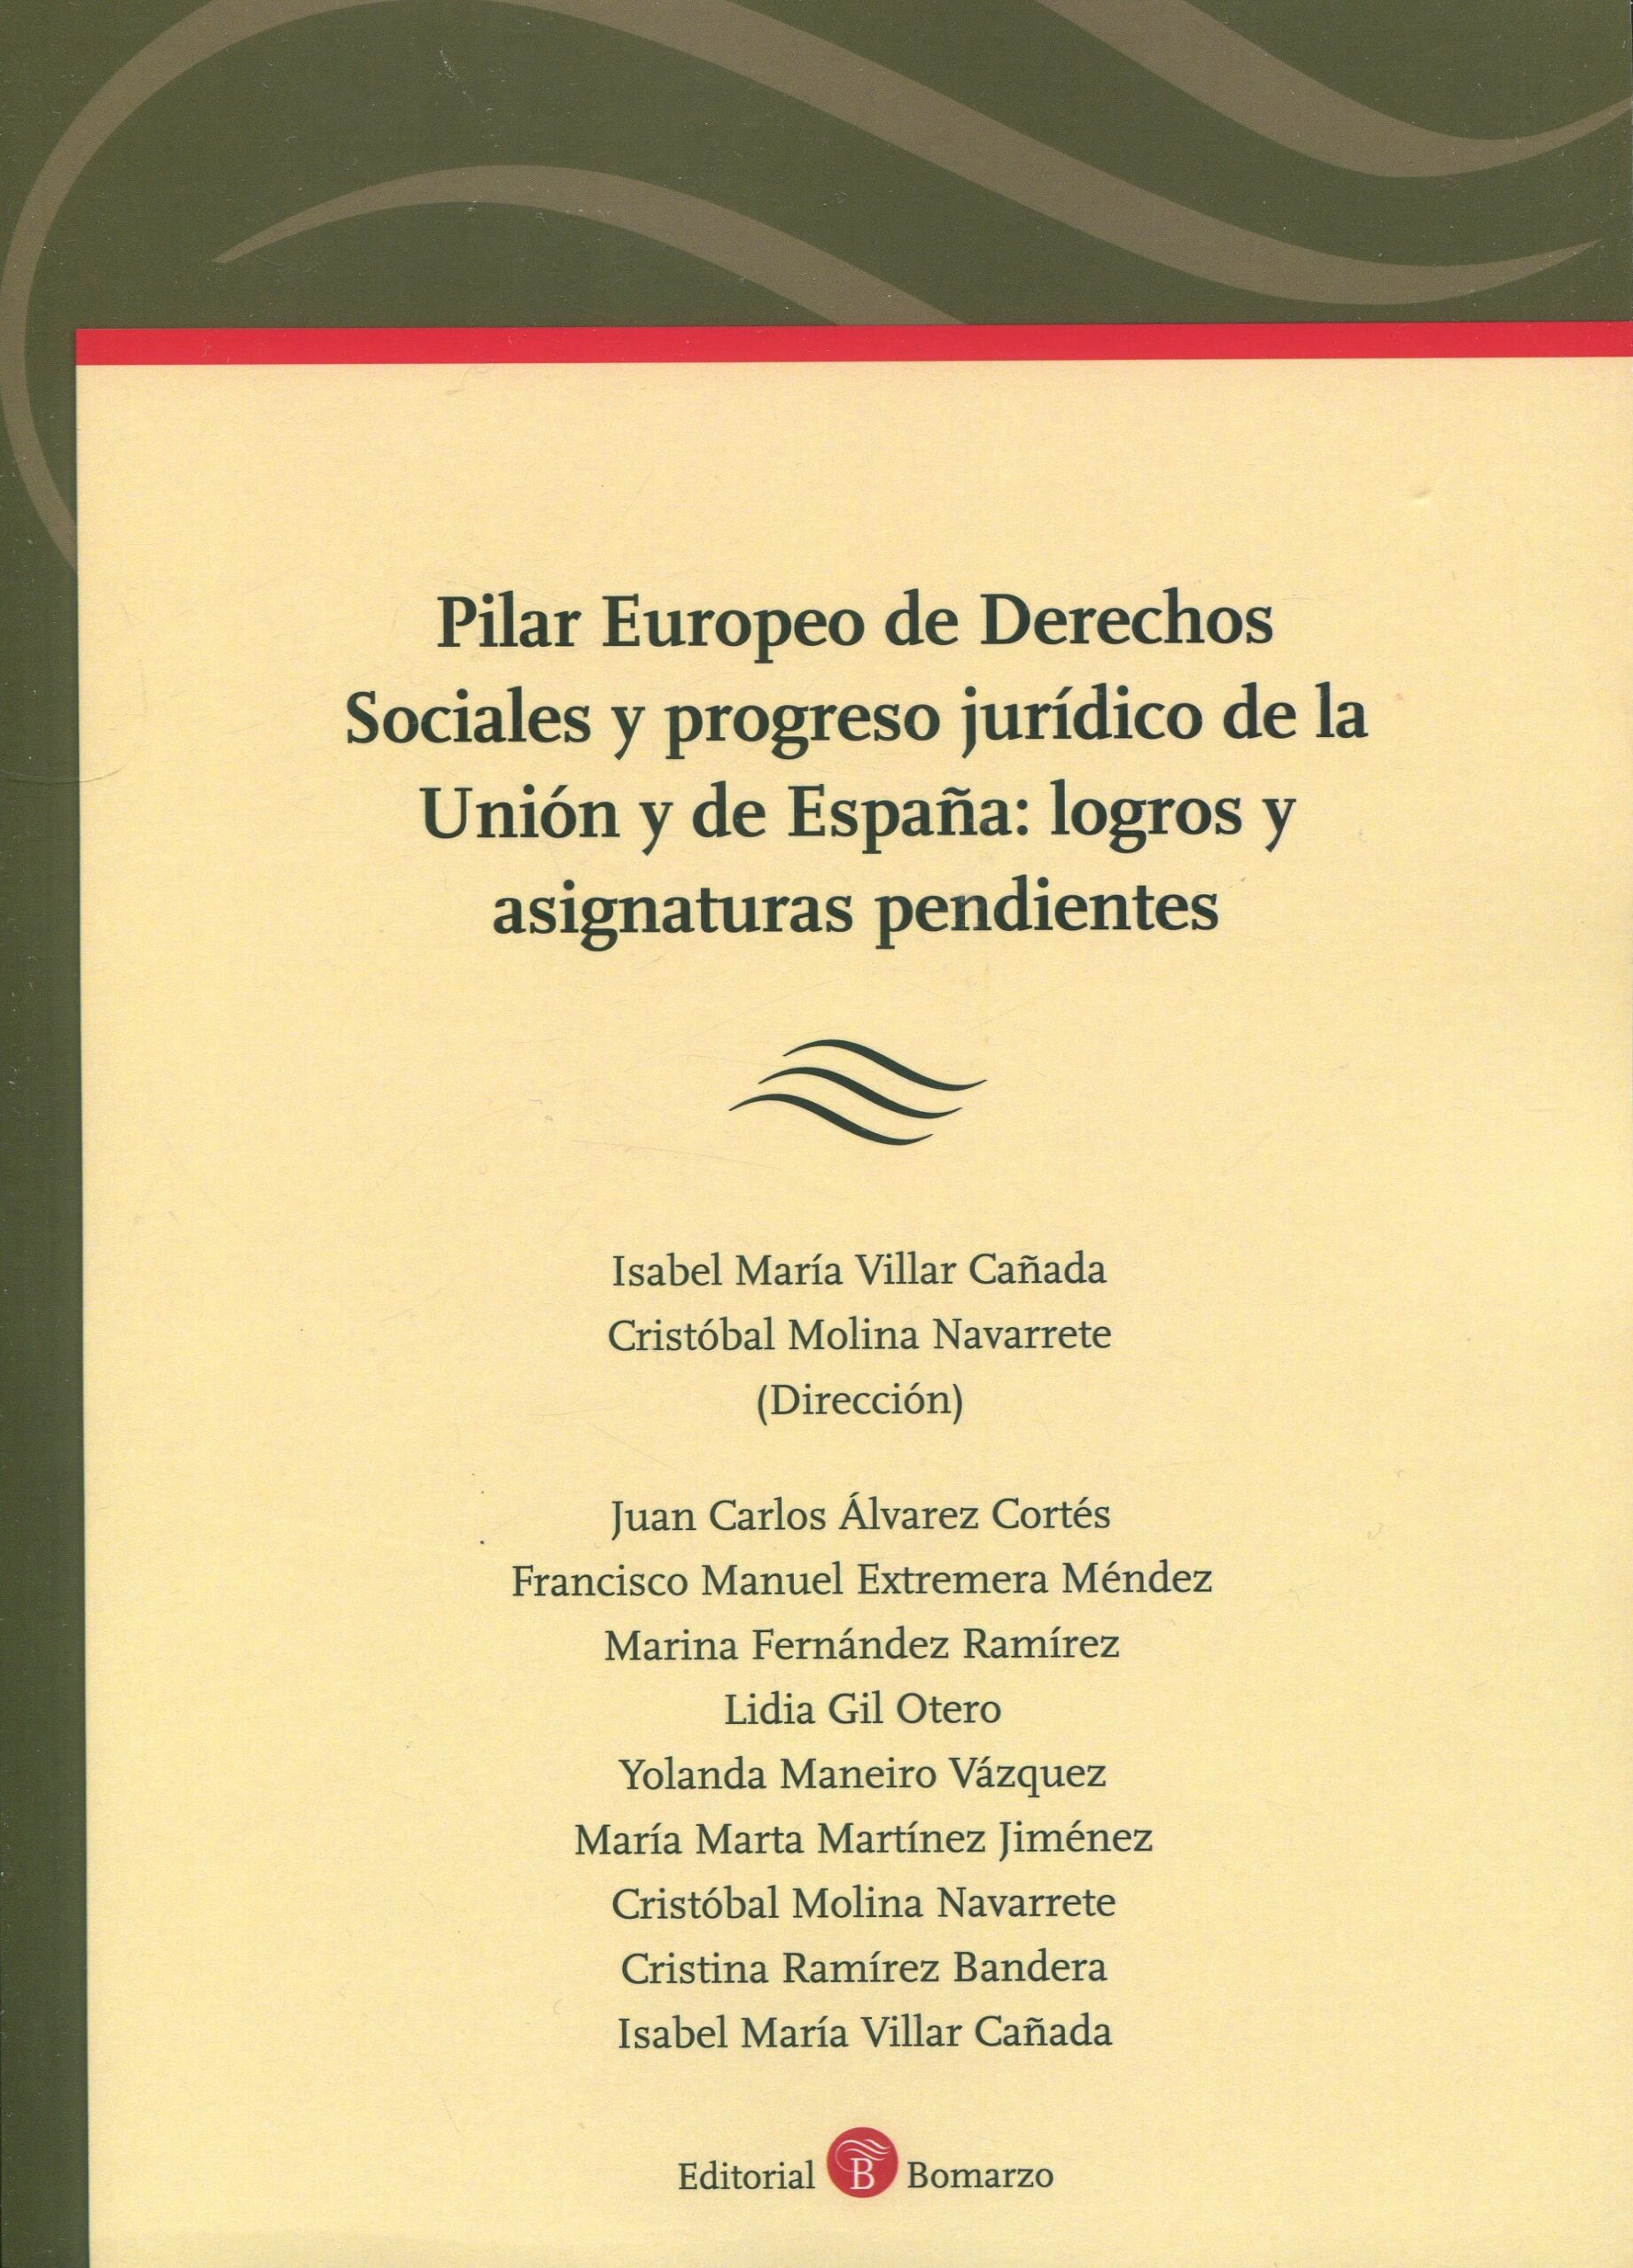 Pilar Europeo de Derechos
Sociales y progreso jurídico de la
Unión y de España: logros y
asignaturas pendientes
Isabel María Villar Cañada
Cristóbal Molina Navarrete
(Dirección)
Juan Carlos Álvarez Cortés
Francisco Manuel Extremera Méndez
Marina Fernández Ramírez
Lidia Gil Otero
Yolanda Maneiro Vázquez
María Marta Martínez Jiménez
Cristóbal Molina Navarrete
Cristina Ramírez Bandera
Isabel María Villar Cañada
Editorial B Bomarzo